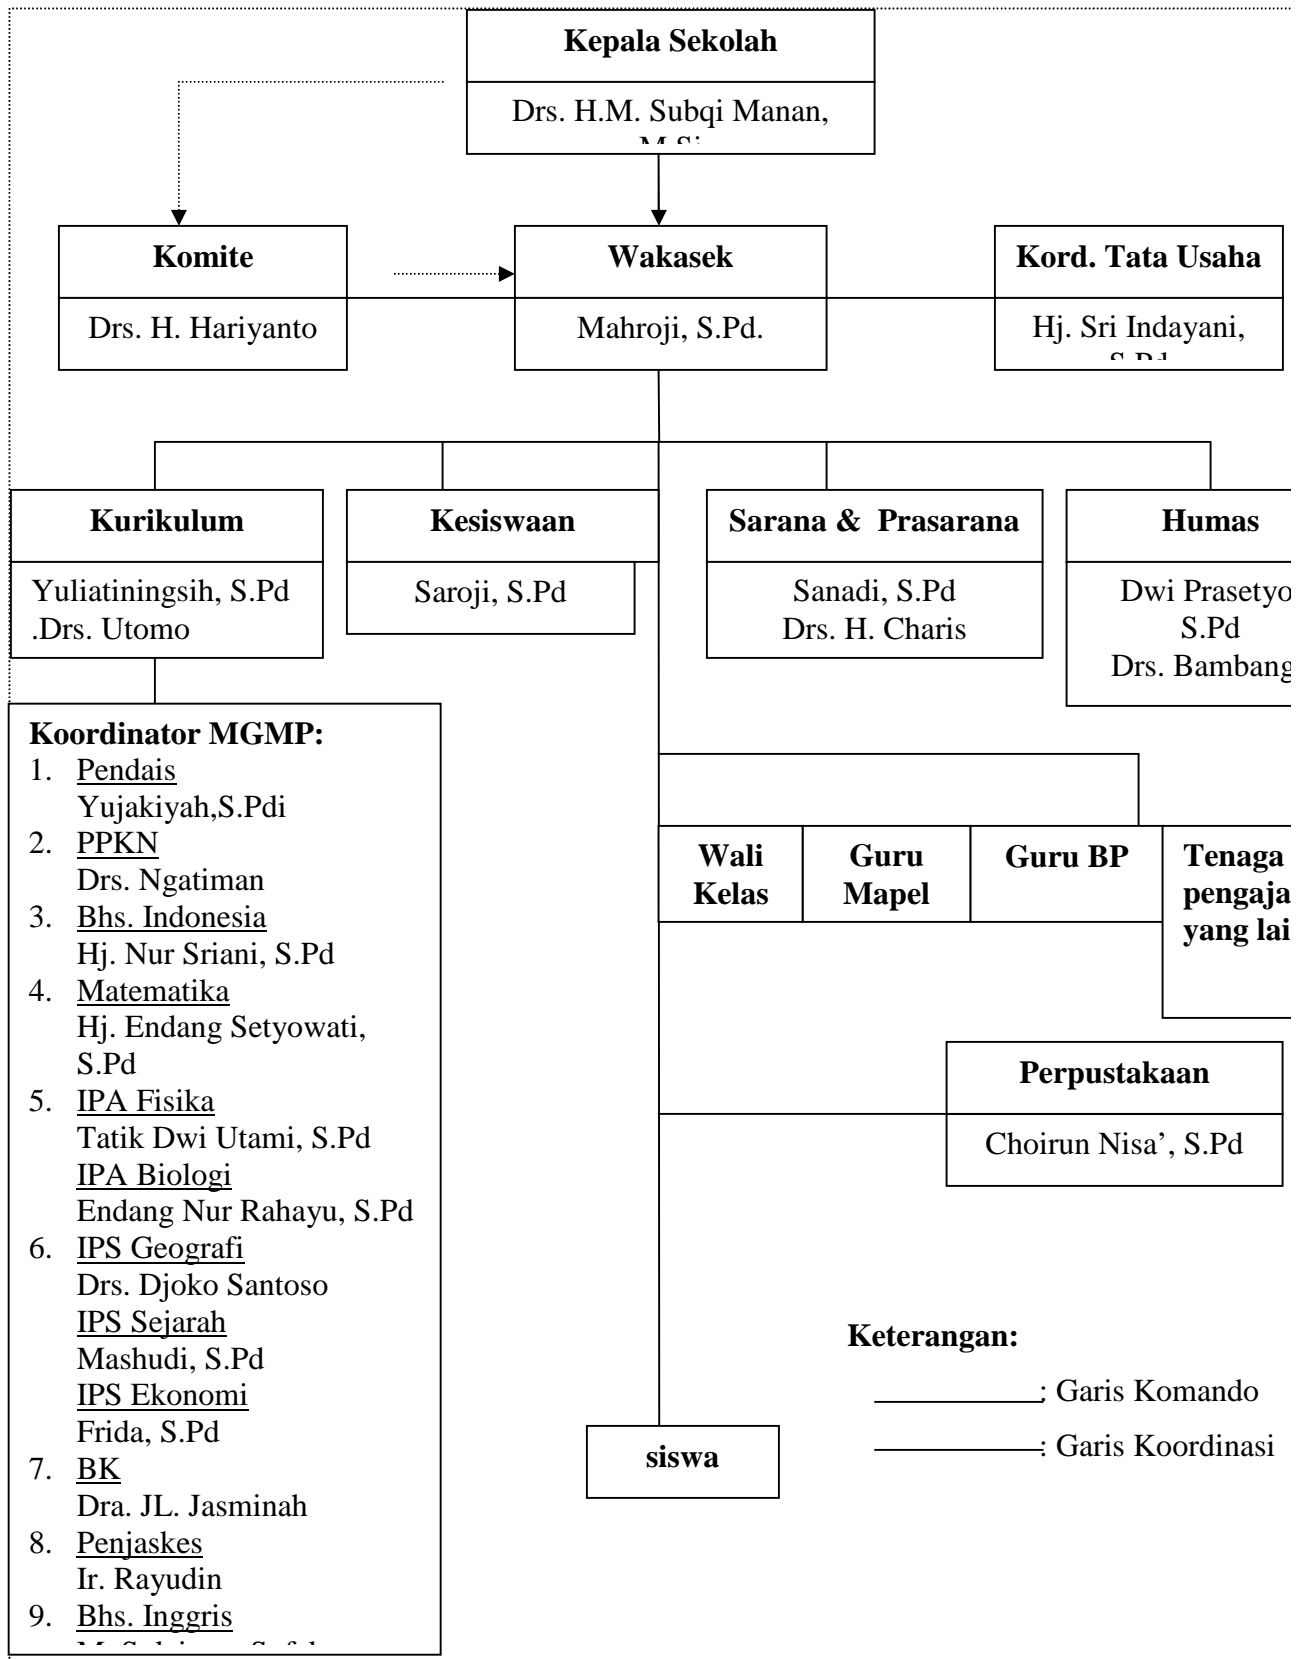 Kepala Sekolah
Drs. H.M. Subqi Manan,
Komite
Drs. H. Hariyanto
Wakasek
Mahroji, S.Pd.
Kord. Tata Usaha
Hj. Sri Indayani,
Kurikulum
Yuliatiningsih, S.Pd
.Drs. Utomo
Kesiswaan
Saroji, S.Pd
Sarana & Prasarana
Sanadi, S.Pd
Drs. H. Charis
Humas
Dwi Prasetyo
S.Pd
Drs. Bambang
Koordinator MGMP:
1. Pendais
Yujakiyah,S.Pdi
2. PPKN
Drs. Ngatiman
3. Bhs. Indonesia
Hj. Nur Sriani, S.Pd
4. Matematika
Hj. Endang Setyowati,
S.Pd
5. IPA Fisika
Tatik Dwi Utami, S.Pd
IPA Biologi
Endang Nur Rahayu, S.Pd
6. IPS Geografi
Drs. Djoko Santoso
IPS Sejarah
Mashudi, S.Pd
IPS Ekonomi
Frida, S.Pd
7. BK
Dra. JL. Jasminah
8. Penjaskes
Ir. Rayudin
9. Bhs. Inggris
Wali
Kelas
Guru
Mapel
Guru BP
Tenaga
pengaja
yang lai
Perpustakaan
Choirun Nisa’, S.Pd
siswa
Keterangan:
: Garis Komando
: Garis Koordinasi